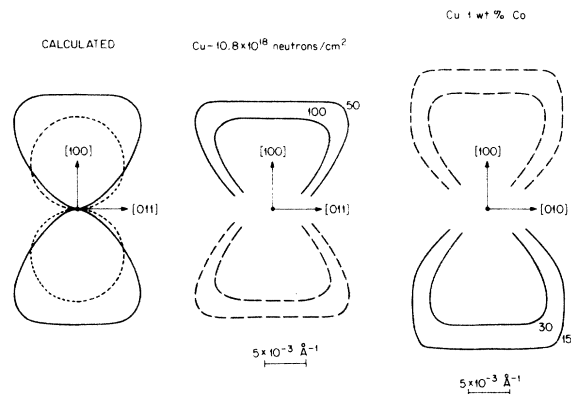 Cu 1 wt % Co
CALCULATED
Cu-10.8×10¹⁸ neutrons/cm²
100
50
[100]
[100]
[100]
[011]
[011]
[010]
30
15
5×10⁻³ Å⁻¹
5×10⁻³ Å⁻¹